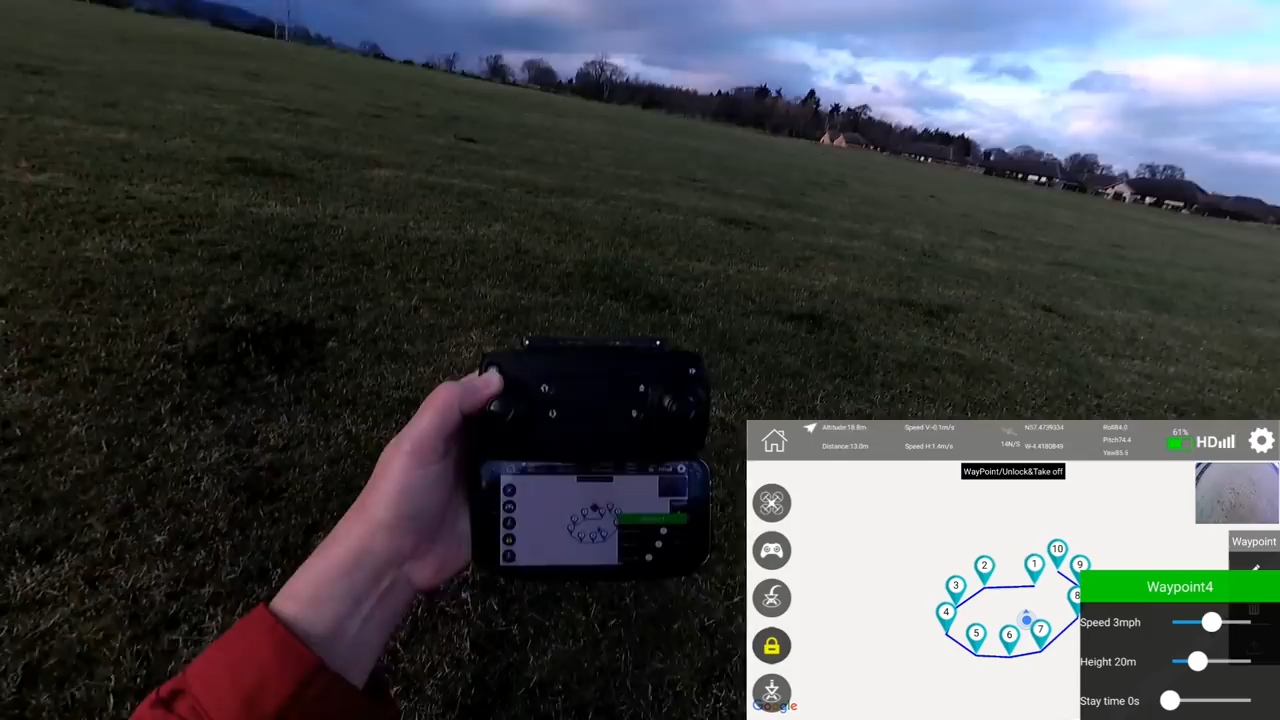 Altitude:18.8m Speed V:-0.1m/s N57.4739334 Roll84.0
Distance:13.0m Speed H:1.4m/s 14N/S W-4.4180849 Pitch74.4
Yaw85.5
61% HD
WayPoint/Unlock&Take off
Waypoint
10
2 1 9
3
8
4
5 6 7
Waypoint4
Speed 3mph
Height 20m
Stay time 0s
Google